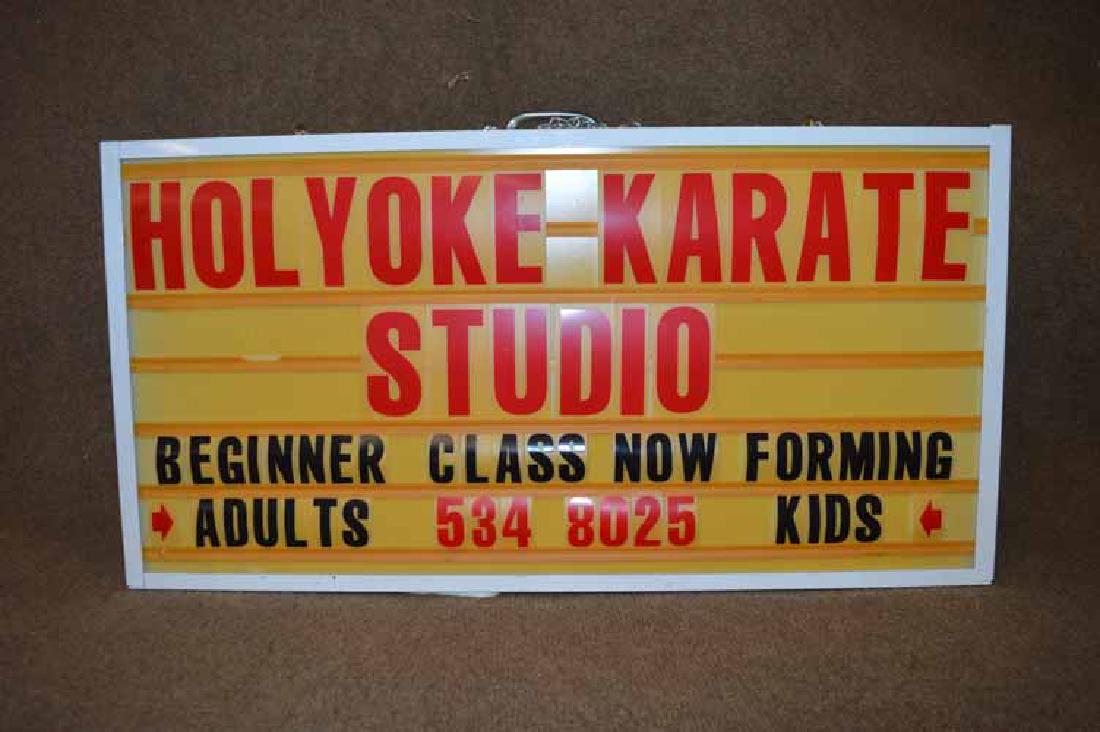 HOLYOKE KARATE
STUDIO
BEGINNER CLASS NOW FORMING
ADULTS 534 8025 KIDS